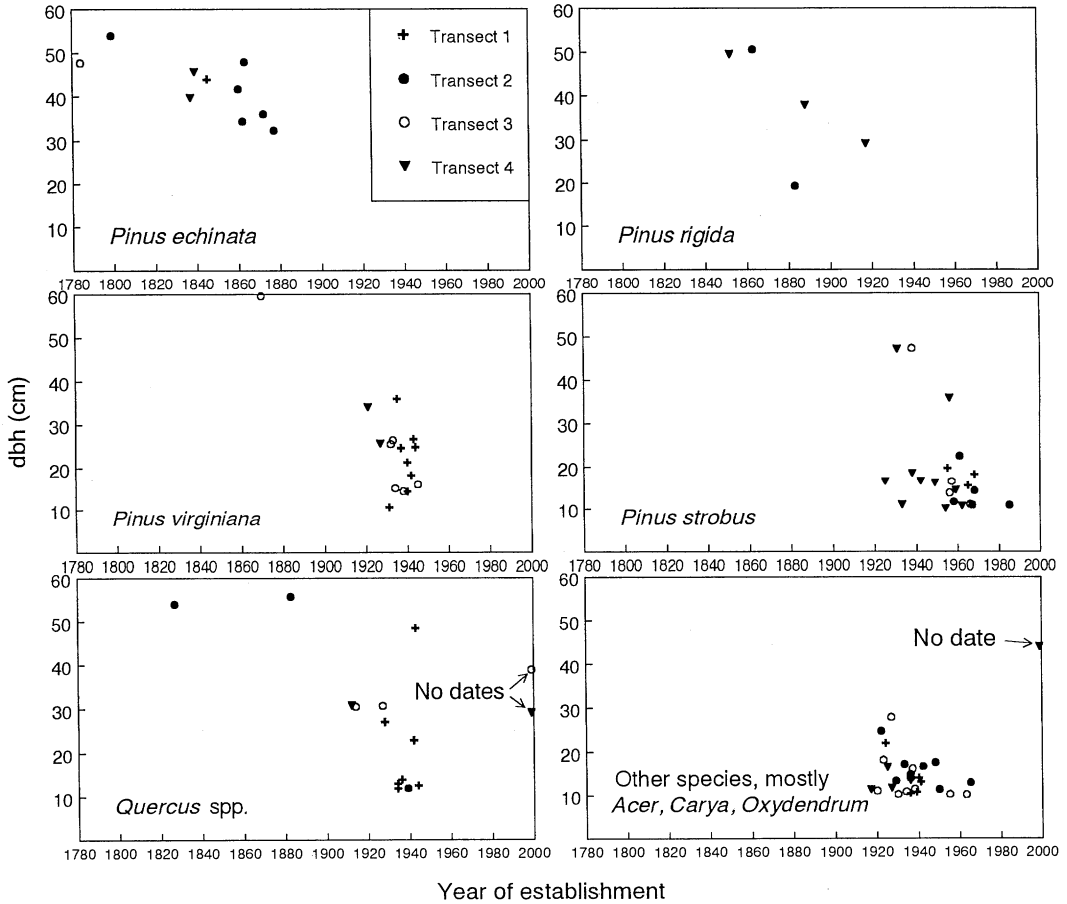 60
50
40
30
20
10
Transect 1
Transect 2
Transect 3
Transect 4
Pinus echinata
1780 1800 1820 1840 1860 1880 1900 1920 1940 1960 1980 2000
60
50
40
30
20
10
Pinus rigida
1780 1800 1820 1840 1860 1880 1900 1920 1940 1960 1980 2000
dbh (cm)
60
50
40
30
20
10
Pinus virginiana
1780 1800 1820 1840 1860 1880 1900 1920 1940 1960 1980 2000
60
50
40
30
20
10
Pinus strobus
1780 1800 1820 1840 1860 1880 1900 1920 1940 1960 1980 2000
60
50
40
30
20
10
No dates
Quercus spp.
1780 1800 1820 1840 1860 1880 1900 1920 1940 1960 1980 2000
60
50
40
30
20
10
No date
Other species, mostly
Acer, Carya, Oxydendrum
1780 1800 1820 1840 1860 1880 1900 1920 1940 1960 1980 2000
Year of establishment